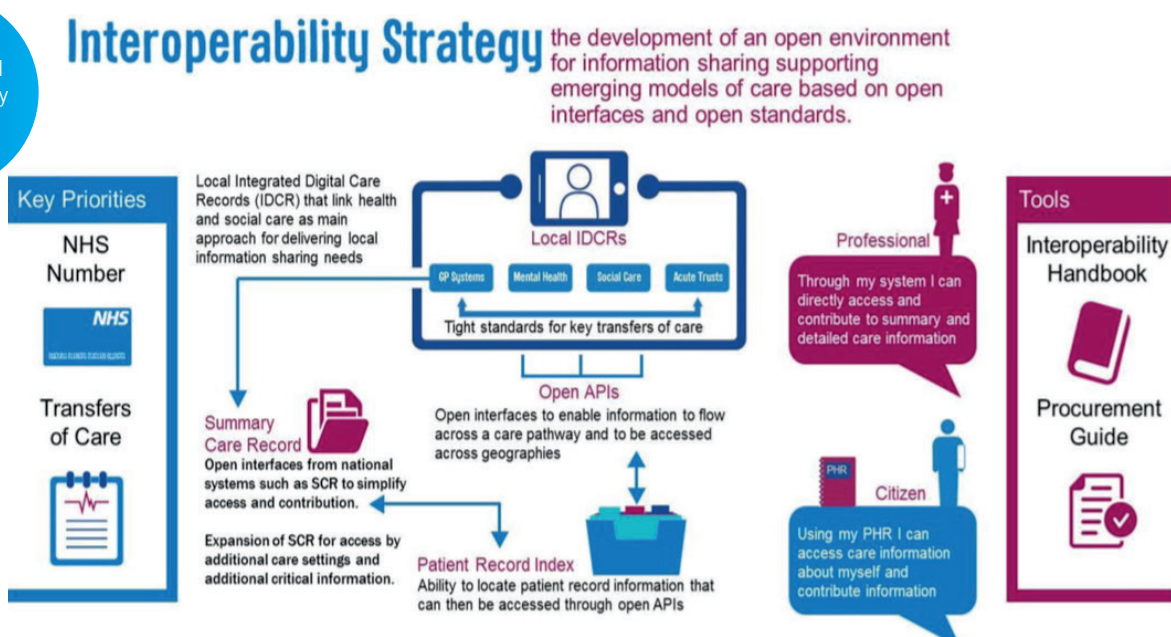 Interoperability Strategy
the development of an open environment
for information sharing supporting
emerging models of care based on open
interfaces and open standards.
Key Priorities
NHS
Number
NHS
Transfers
of Care
Local Integrated Digital Care
Records (IDCR) that link health
and social care as main
approach for delivering local
information sharing needs
Local IDCRs
GP Systems
Mental Health
Social Care
Acute Trusts
Tight standards for key transfers of care
Summary
Care Record
Open interfaces from national
systems such as SCR to simplify
access and contribution.
Expansion of SCR for access by
additional care settings and
additional critical information.
Open APIs
Open interfaces to enable information to flow
across a care pathway and to be accessed
across geographies
Patient Record Index
Ability to locate patient record information that
can then be accessed through open APIs
Professional
Through my system I can
directly access and
contribute to summary and
detailed care information
PHR
Citizen
Using my PHR I can
access care information
about myself and
contribute information
Tools
Interoperability
Handbook
Procurement
Guide